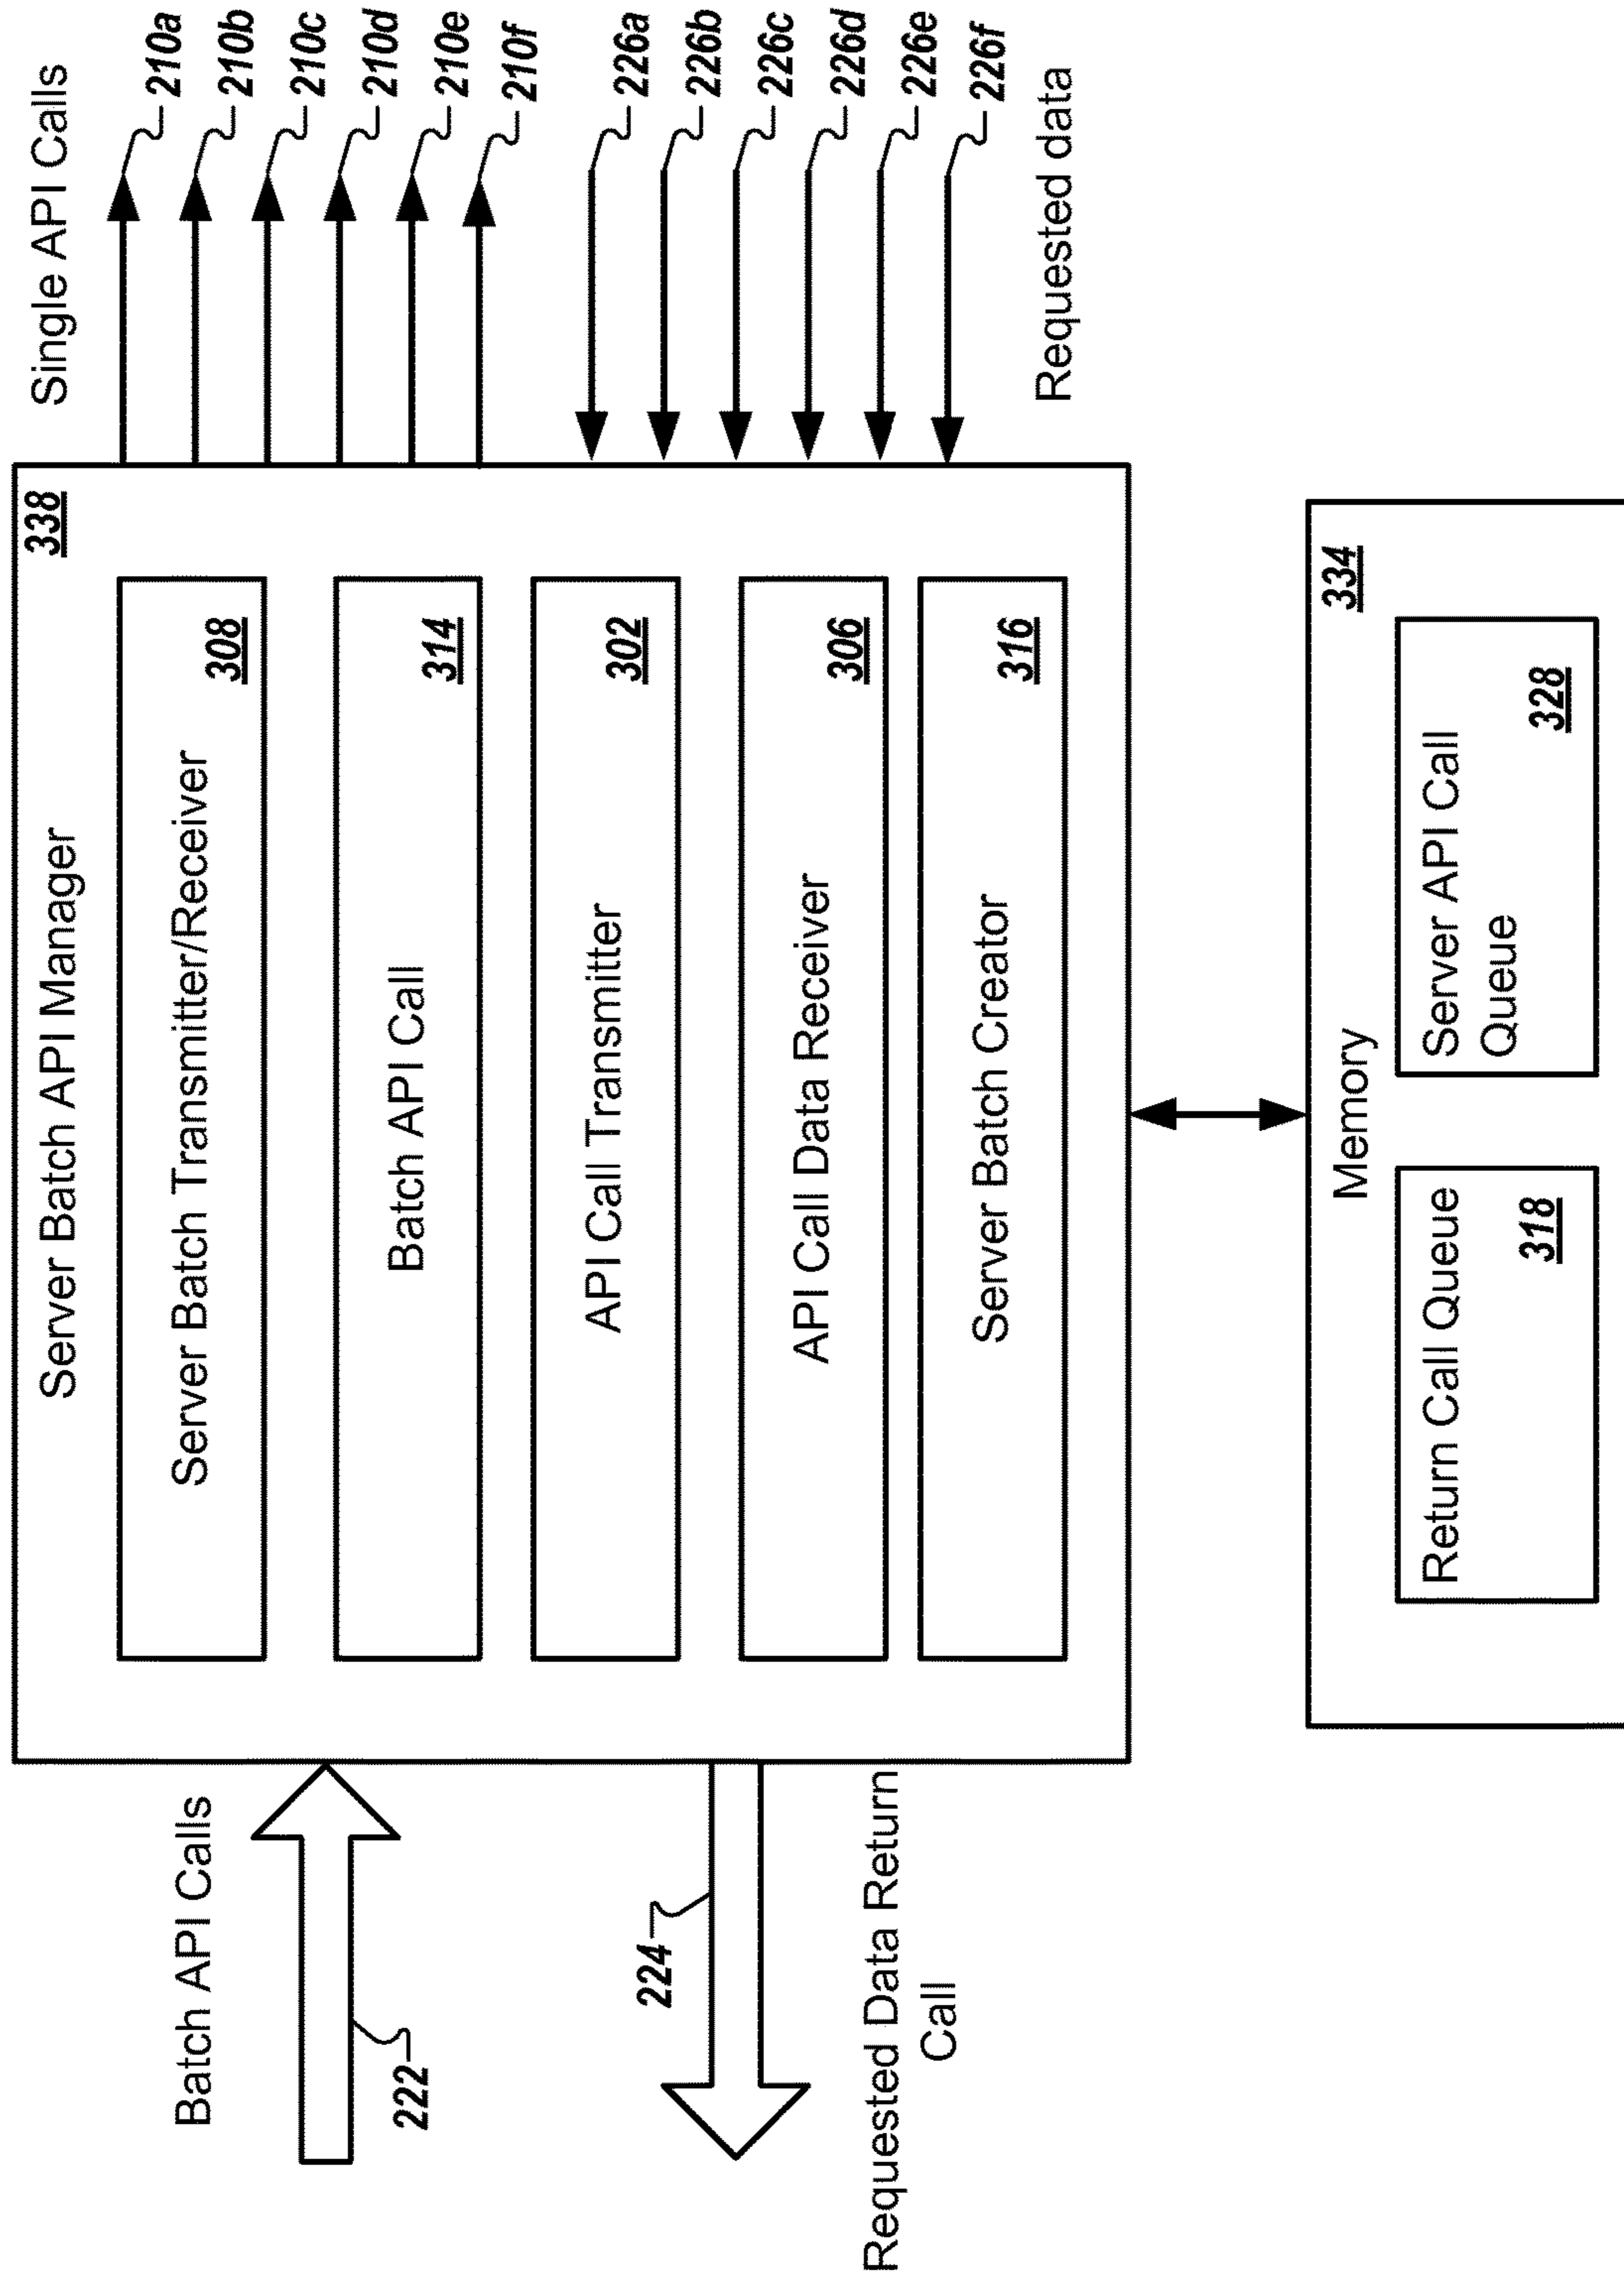 Single API Calls
210a
210b
210c
210d
210e
210f
226a
226b
226c
226d
226e
226f
Requested data
Server Batch API Manager
338
Server Batch Transmitter/Receiver
308
Batch API Call
314
API Call Transmitter
302
API Call Data Receiver
306
Server Batch Creator
316
Batch API Calls
222
224
Requested Data Return
Call
Memory
334
Return Call Queue
318
Server API Call
Queue
328